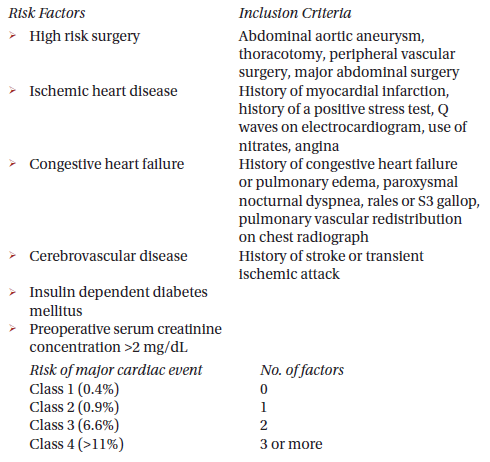 Risk Factors Inclusion Criteria
➢ High risk surgery Abdominal aortic aneurysm,
thoracotomy, peripheral vascular
surgery, major abdominal surgery
➢ Ischemic heart disease History of myocardial infarction,
history of a positive stress test, Q
waves on electrocardiogram, use of
nitrates, angina
➢ Congestive heart failure History of congestive heart failure
or pulmonary edema, paroxysmal
nocturnal dyspnea, rales or S3 gallop,
pulmonary vascular redistribution
on chest radiograph
➢ Cerebrovascular disease History of stroke or transient
ischemic attack
➢ Insulin dependent diabetes
mellitus
➢ Preoperative serum creatinine
concentration >2 mg/dL
Risk of major cardiac event No. of factors
Class 1 (0.4%) 0
Class 2 (0.9%) 1
Class 3 (6.6%) 2
Class 4 (>11%) 3 or more